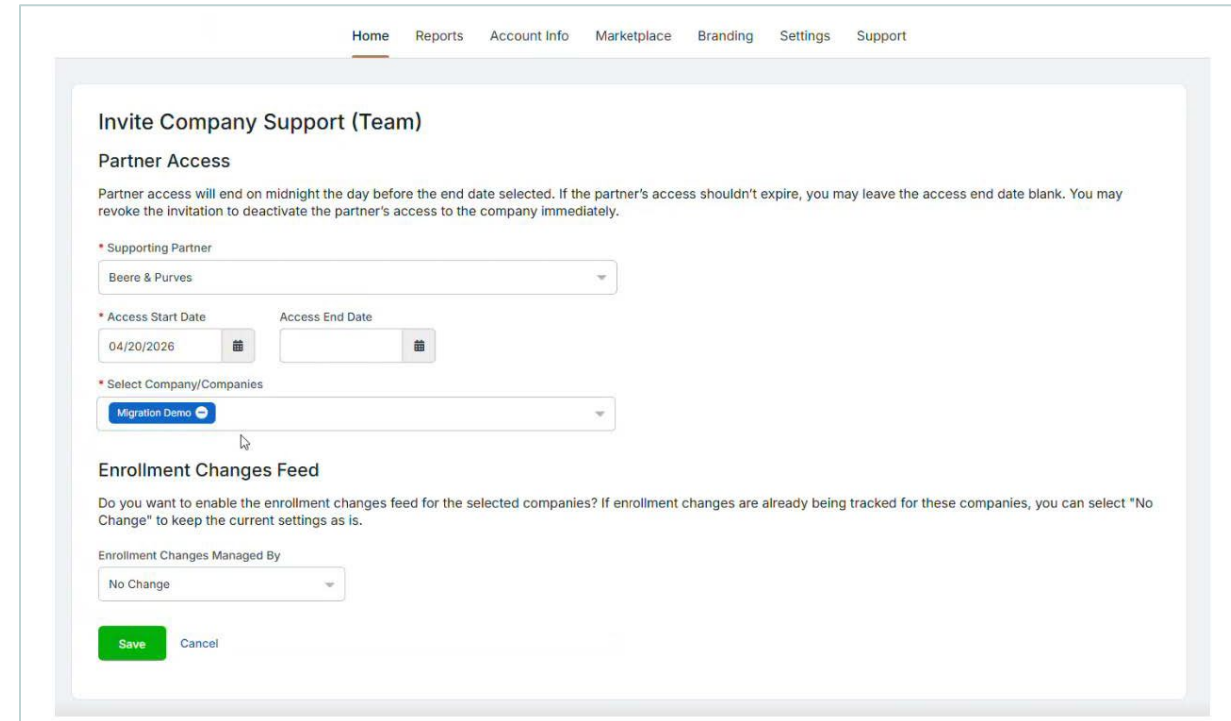 Home Reports Account Info Marketplace Branding Settings Support
Invite Company Support (Team)
Partner Access
Partner access will end on midnight the day before the end date selected. If the partner's access shouldn't expire, you may leave the access end date blank. You may
revoke the invitation to deactivate the partner's access to the company immediately.
* Supporting Partner
Beere & Purves
* Access Start Date Access End Date
04/20/2026
* Select Company/Companies
Migration Demo
Enrollment Changes Feed
Do you want to enable the enrollment changes feed for the selected companies? If enrollment changes are already being tracked for these companies, you can select "No
Change" to keep the current settings as is.
Enrollment Changes Managed By
No Change
Save Cancel